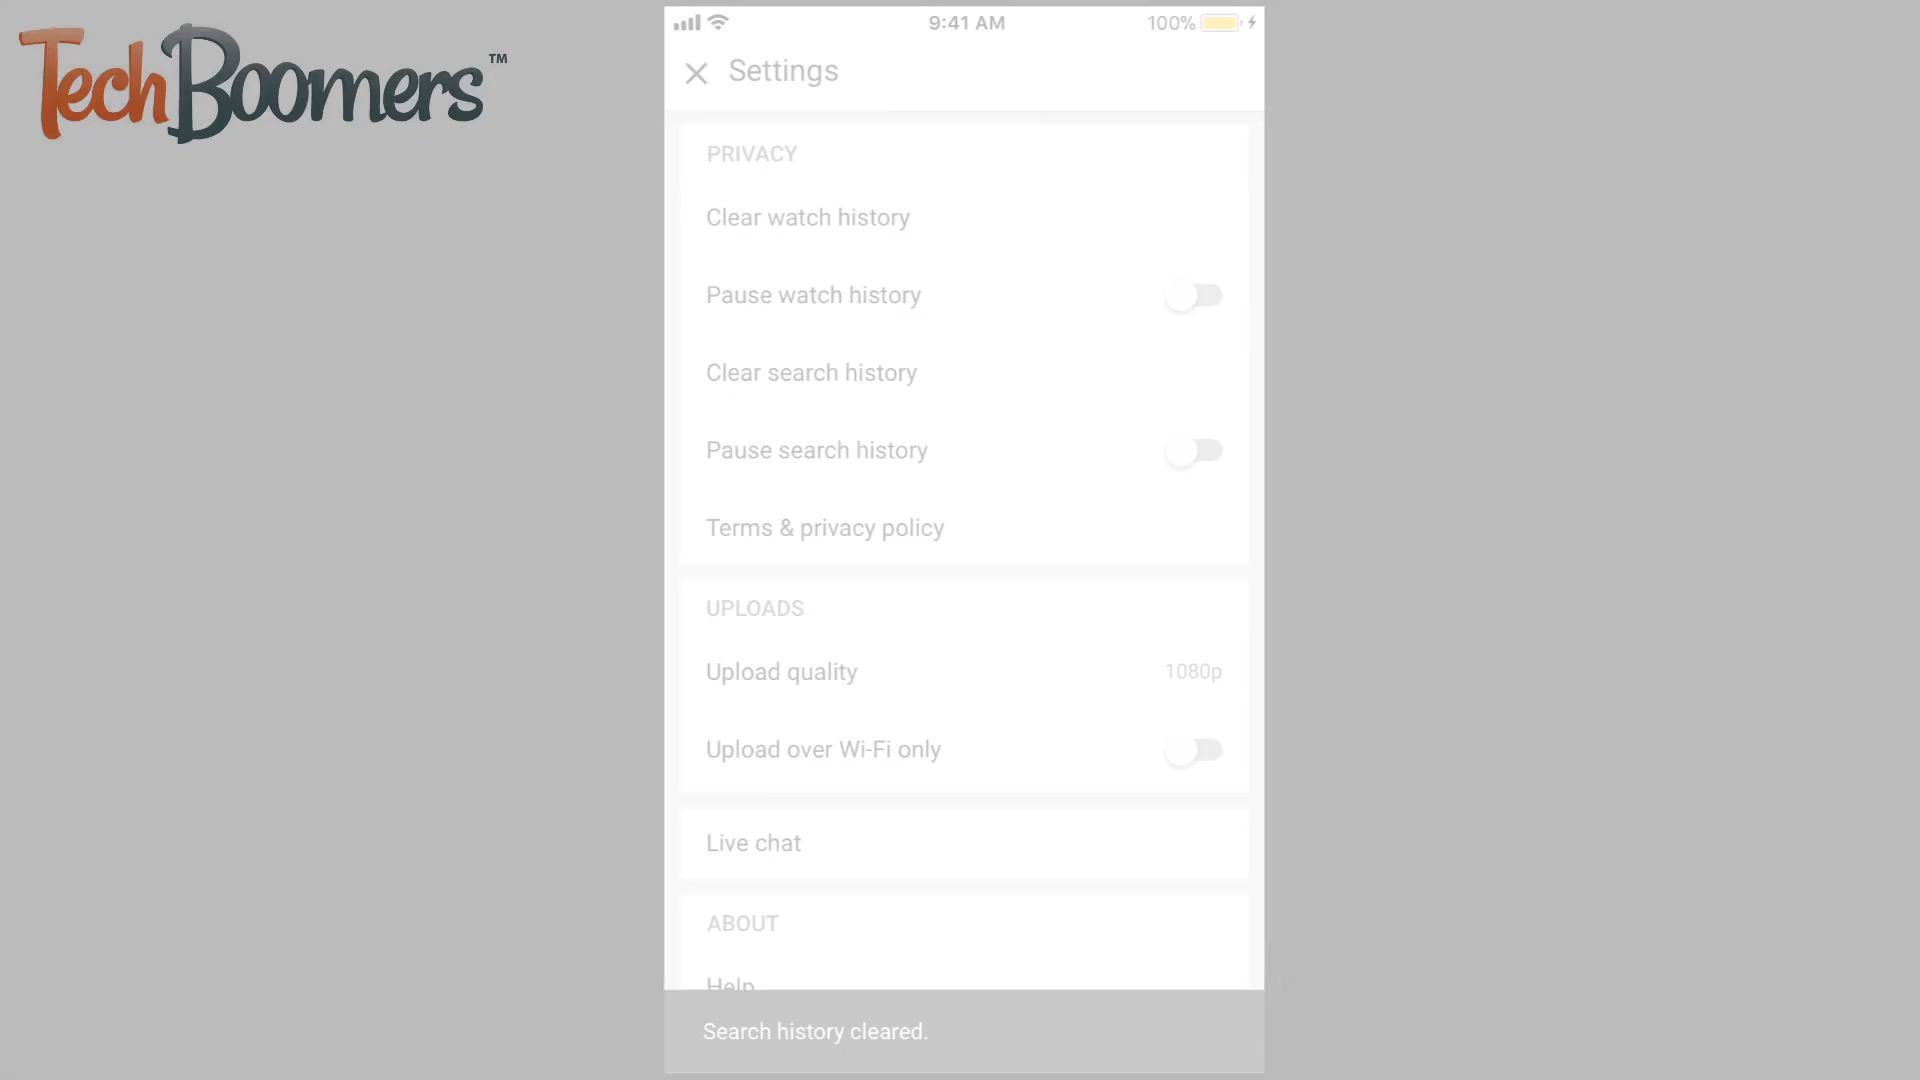 TechBoomers™
9:41 AM
100%
Settings
PRIVACY
Clear watch history
Pause watch history
Clear search history
Pause search history
Terms & privacy policy
UPLOADS
Upload quality 1080p
Upload over Wi-Fi only
Live chat
ABOUT
Help
Search history cleared.